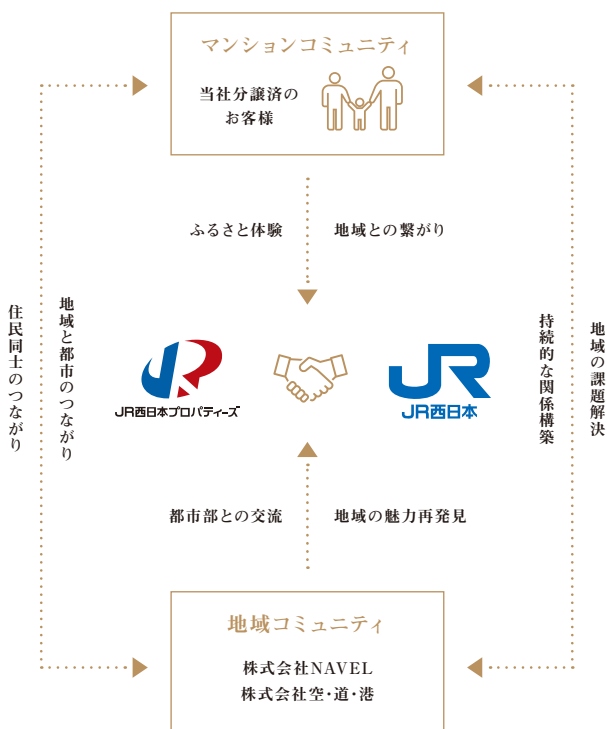 マンションコミュニティ
当社分譲済の
お客様
ふるさと体験
地域との繋がり
住民同士のつながり
地域と都市のつながり
JR西日本プロパティーズ
JR
JR西日本
持続的な関係構築
地域の課題解決
都市部との交流
地域の魅力再発見
地域コミュニティ
株式会社NAVEL
株式会社空・道・港